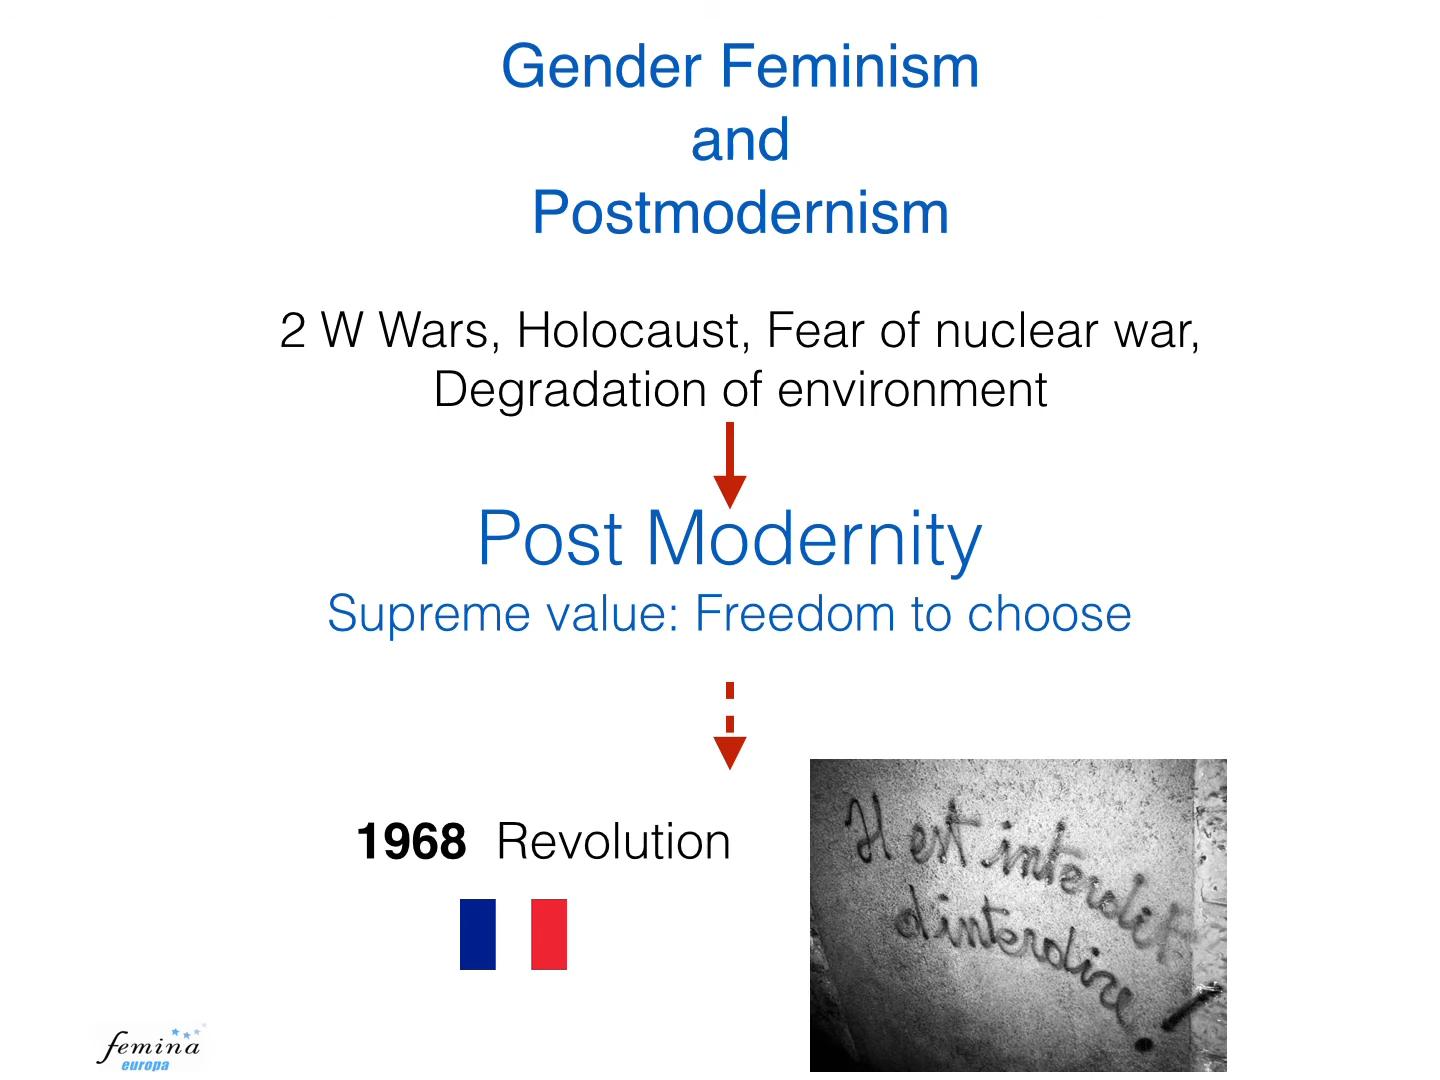 Gender Feminism
and
Postmodernism
2 W Wars, Holocaust, Fear of nuclear war,
Degradation of environment
Post Modernity
Supreme value: Freedom to choose
1968 Revolution
Il est interdit
d'interdire!
femina
europa